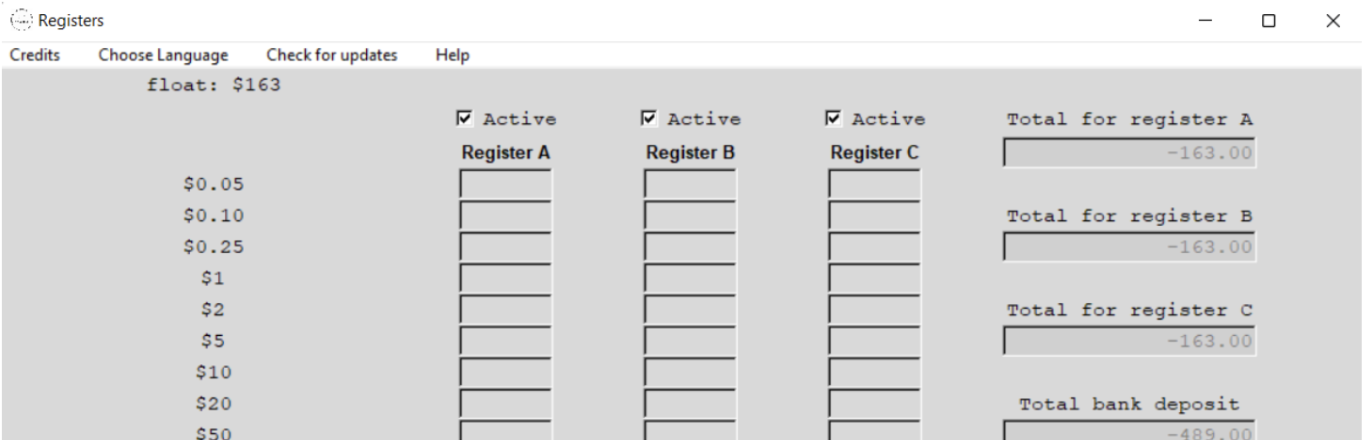 Registers
Credits Choose Language Check for updates Help
float: $163
Active Active Active Total for register A
Register A Register B Register C -163.00
$0.05
$0.10 Total for register B
$0.25 -163.00
$1
$2 Total for register C
$5 -163.00
$10
$20 Total bank deposit
$50 -489.00